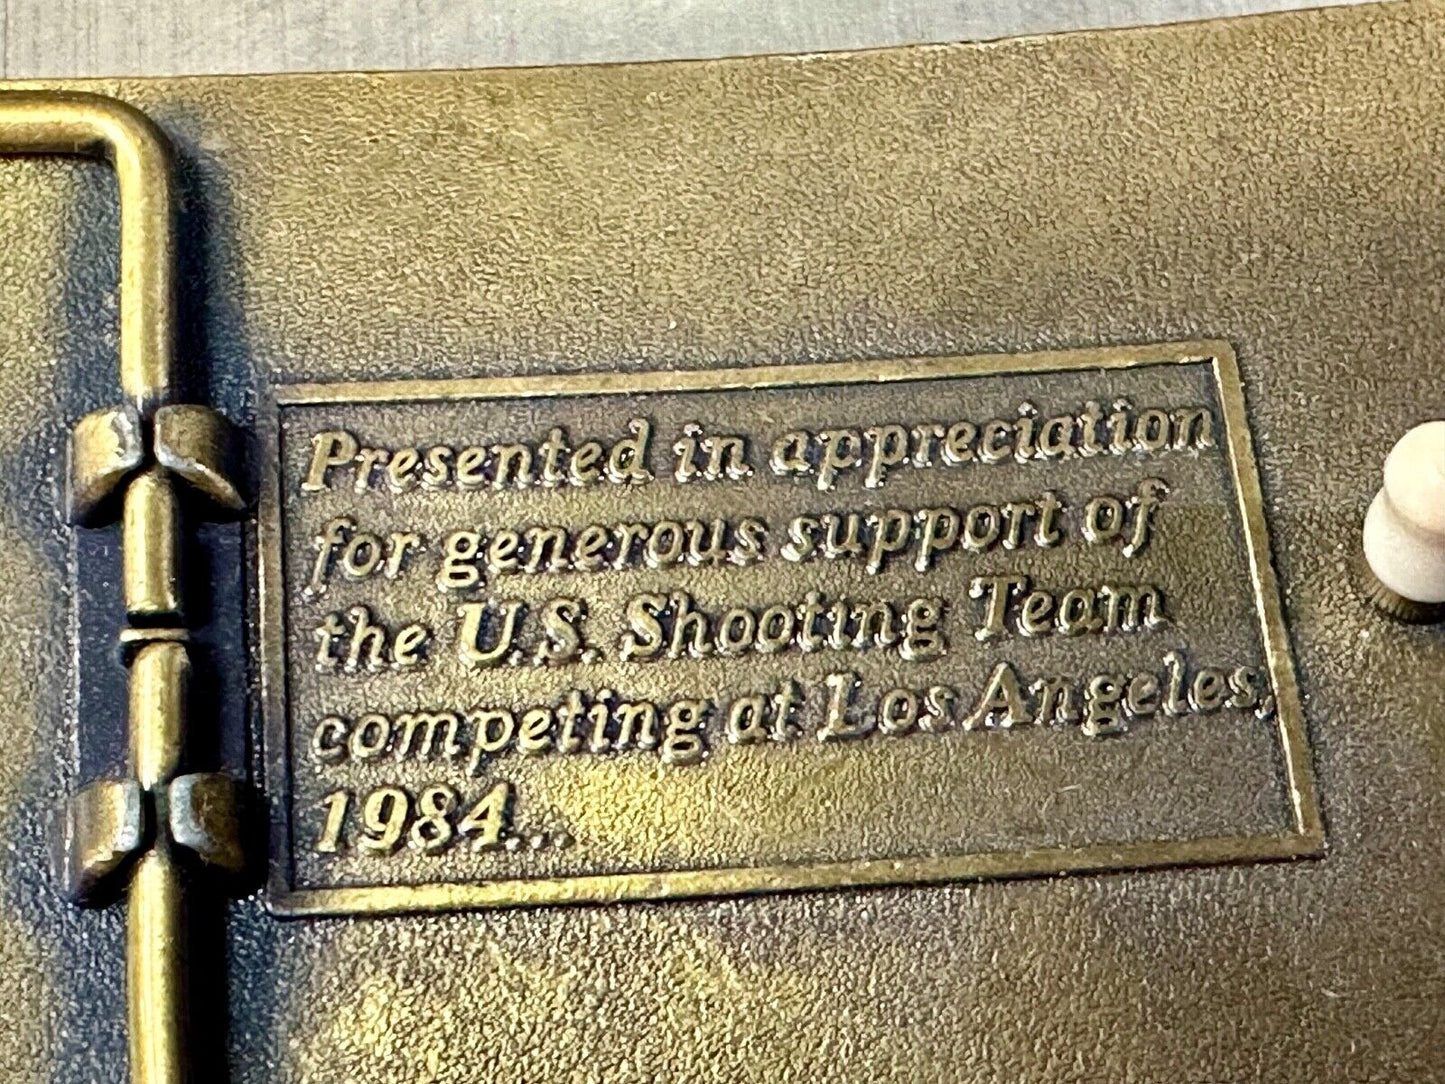 Presented in appreciation
for generous support of
the U.S. Shooting Team
competing at Los Angeles,
1984...